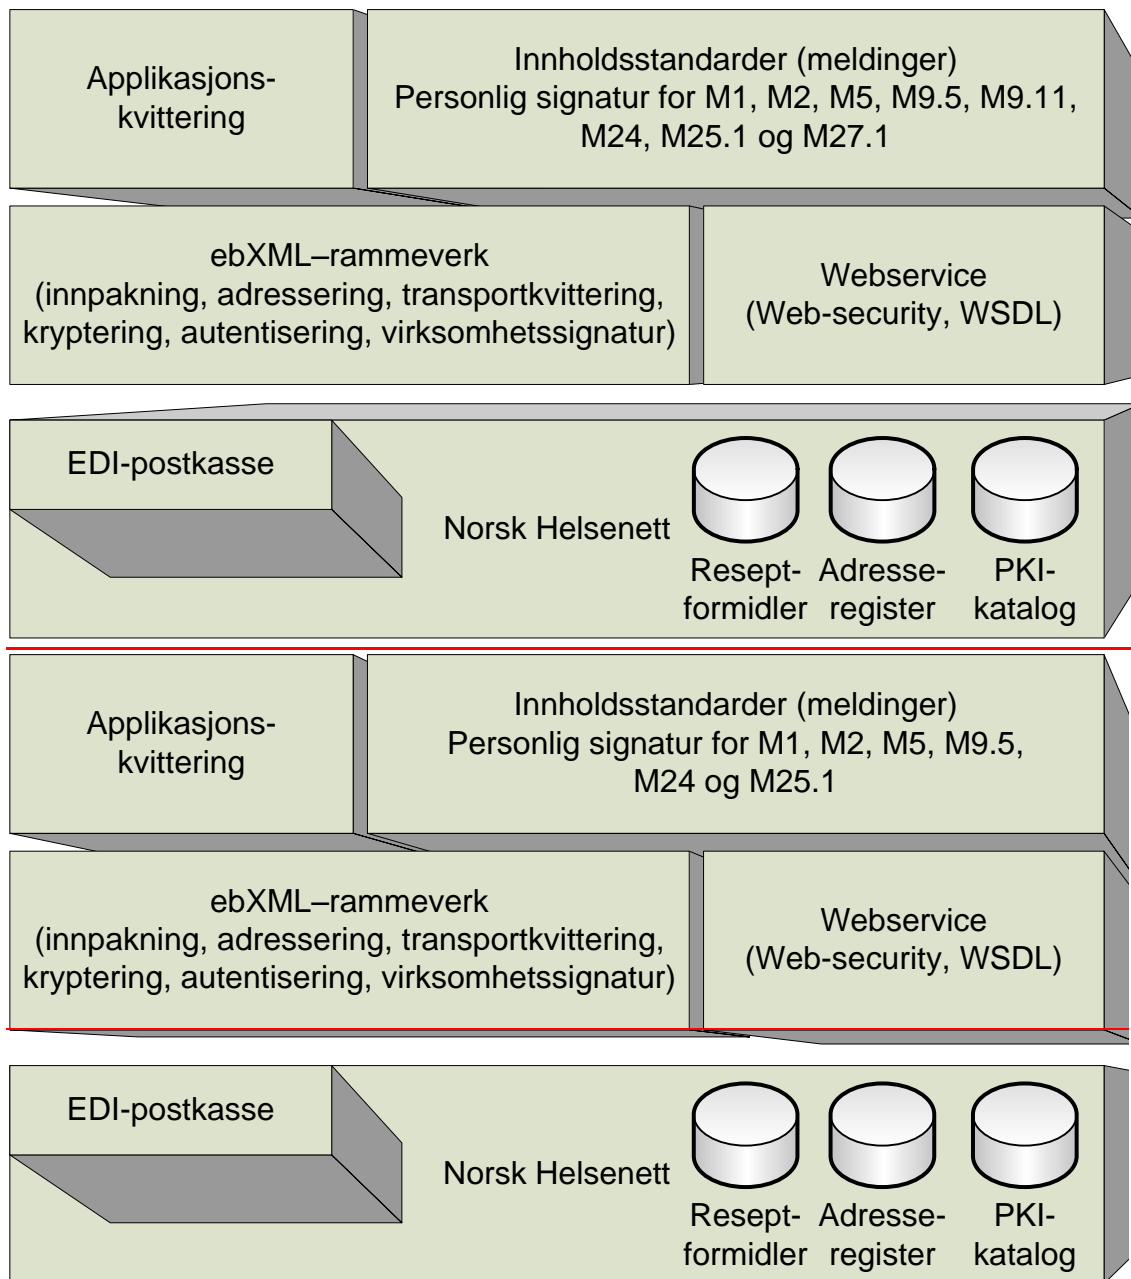 Applikasjons-
kvittering
Innholdsstandarder (meldinger)
Personlig signatur for M1, M2, M5, M9.5, M9.11,
M24, M25.1 og M27.1
ebXML–rammeverk
(innpakning, adressering, transportkvittering,
kryptering, autentisering, virksomhetssignatur)
Webservice
(Web-security, WSDL)
EDI-postkasse
Norsk Helsenett
Resept-
formidler
Adresse-
register
PKI-
katalog
Applikasjons-
kvittering
Innholdsstandarder (meldinger)
Personlig signatur for M1, M2, M5, M9.5,
M24 og M25.1
ebXML–rammeverk
(innpakning, adressering, transportkvittering,
kryptering, autentisering, virksomhetssignatur)
Webservice
(Web-security, WSDL)
EDI-postkasse
Norsk Helsenett
Resept-
formidler
Adresse-
register
PKI-
katalog